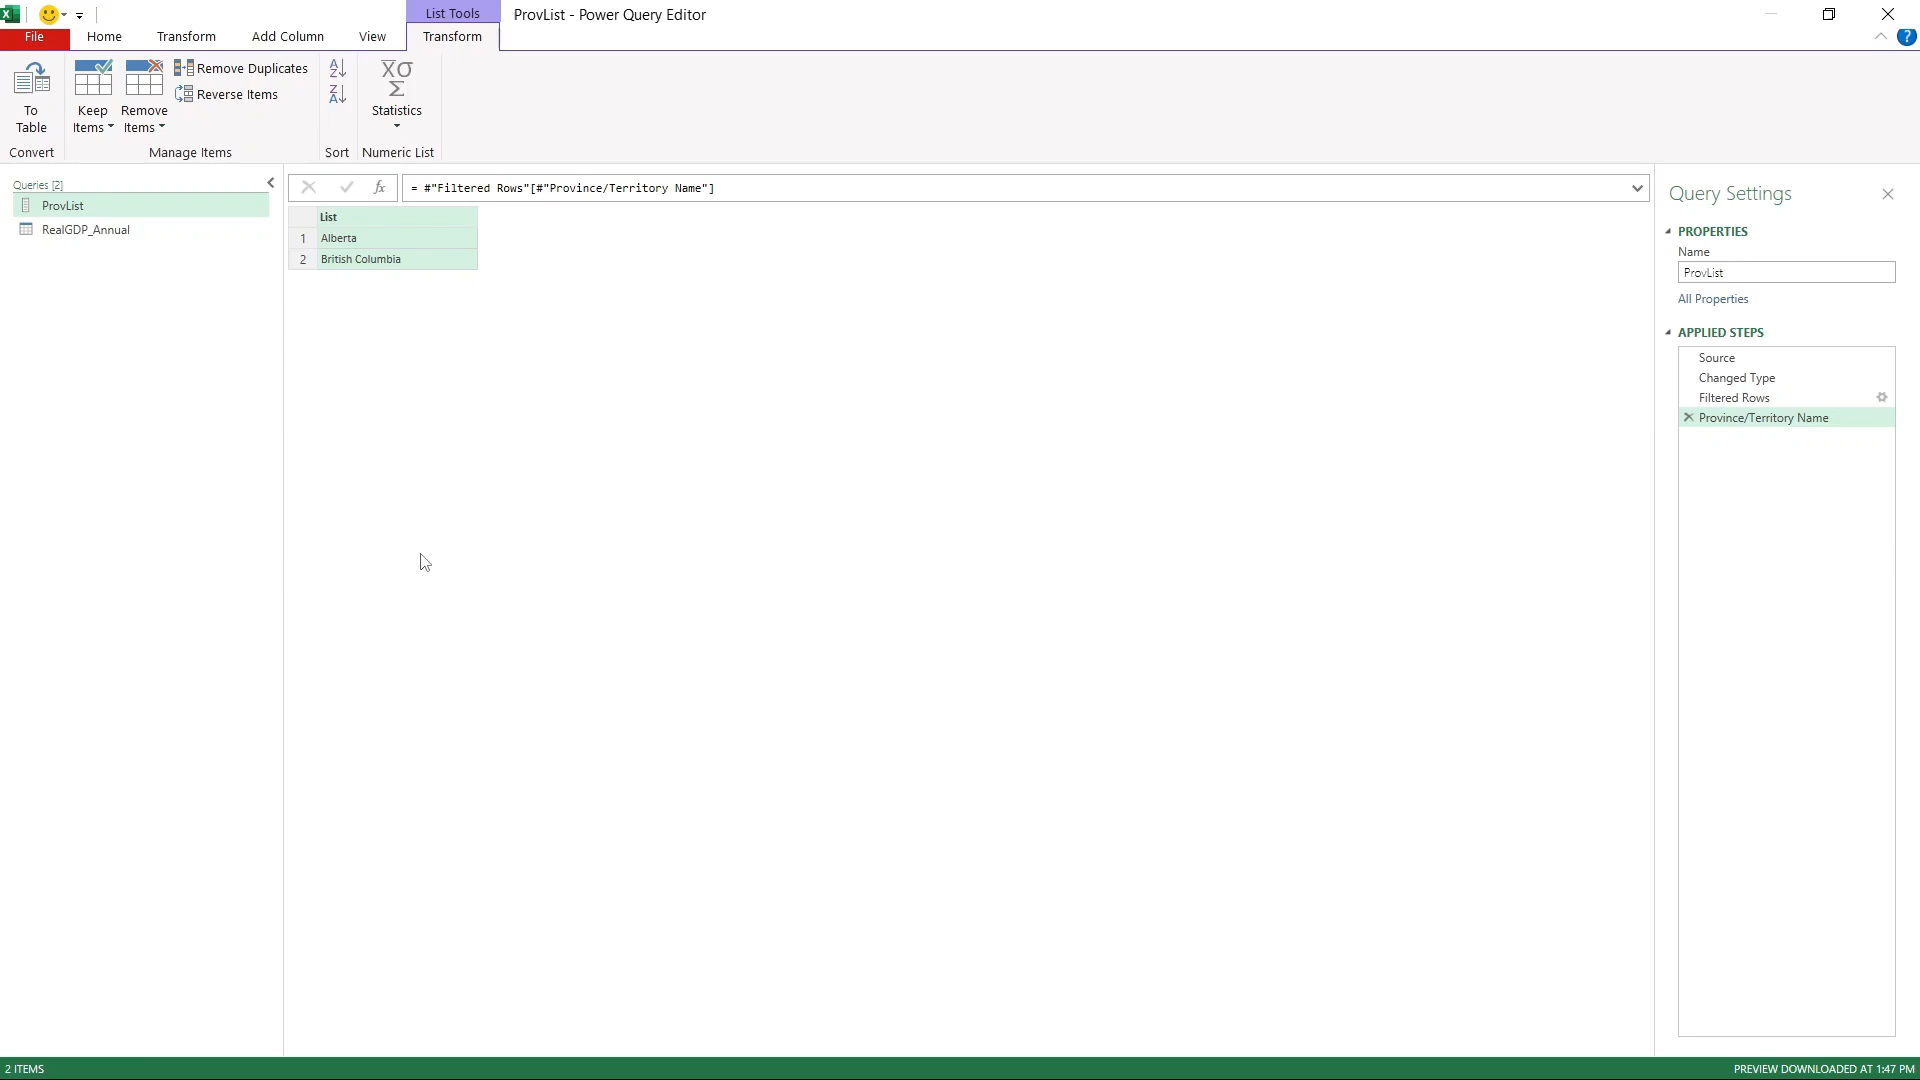 List Tools
ProvList - Power Query Editor
File
Home
Transform
Add Column
View
Transform
?
To
Table
Keep
Items
Remove
Items
Remove Duplicates
Reverse Items
A
Z
Z
A
Statistics
Convert
Manage Items
Sort
Numeric List
Queries [2]
ProvList
RealGDP_Annual
fx
= #"Filtered Rows"[#"Province/Territory Name"]
List
1 Alberta
2 British Columbia
Query Settings
PROPERTIES
Name
ProvList
All Properties
APPLIED STEPS
Source
Changed Type
Filtered Rows
Province/Territory Name
2 ITEMS
PREVIEW DOWNLOADED AT 1:47 PM